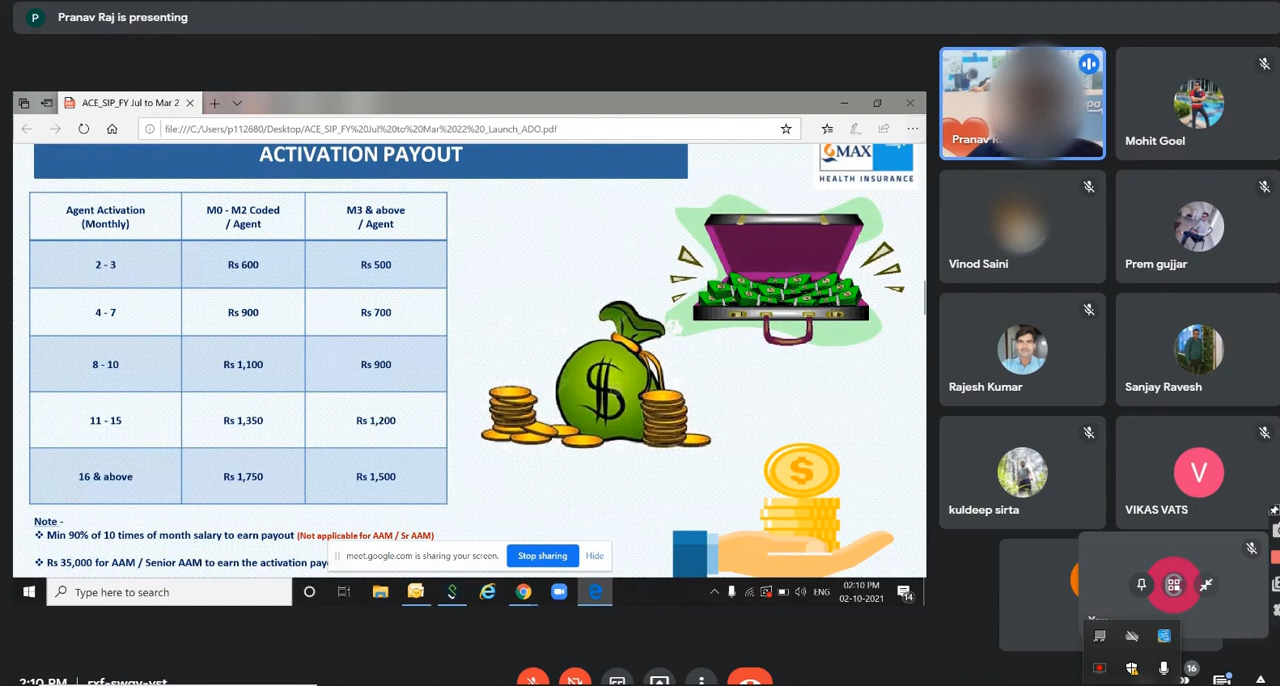 P Pranav Raj is presenting
ACE_SIP_FY Jul to Mar 2
file:///C:/Users/p112680/Desktop/ACE_SIP_FY%20Jul%20to%20Mar%2022%20_Launch_ADO.pdf
ACTIVATION PAYOUT
MAX
HEALTH INSURANCE
Agent Activation (Monthly) M0 - M2 Coded / Agent M3 & above / Agent
2 - 3 Rs 600 Rs 500
4 - 7 Rs 900 Rs 700
8 - 10 Rs 1,100 Rs 900
11 - 15 Rs 1,350 Rs 1,200
16 & above Rs 1,750 Rs 1,500
Note -
❖ Min 90% of 10 times of month salary to earn payout (Not applicable for AAM / Sr AAM)
❖ Rs 35,000 for AAM / Senior AAM to earn the activation
meet.google.com is sharing your screen. Stop sharing Hide
Type here to search
ENG
02:10 PM
02-10-2021
14
Pranav
Mohit Goel
Vinod Saini
Prem gujjar
Rajesh Kumar
Sanjay Ravesh
kuldeep sirta
V
VIKAS VATS
16
2:10 PM